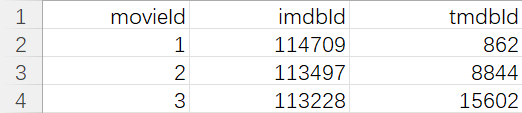 1 movieId imdbId tmdbId
2 1 114709 862
3 2 113497 8844
4 3 113228 15602